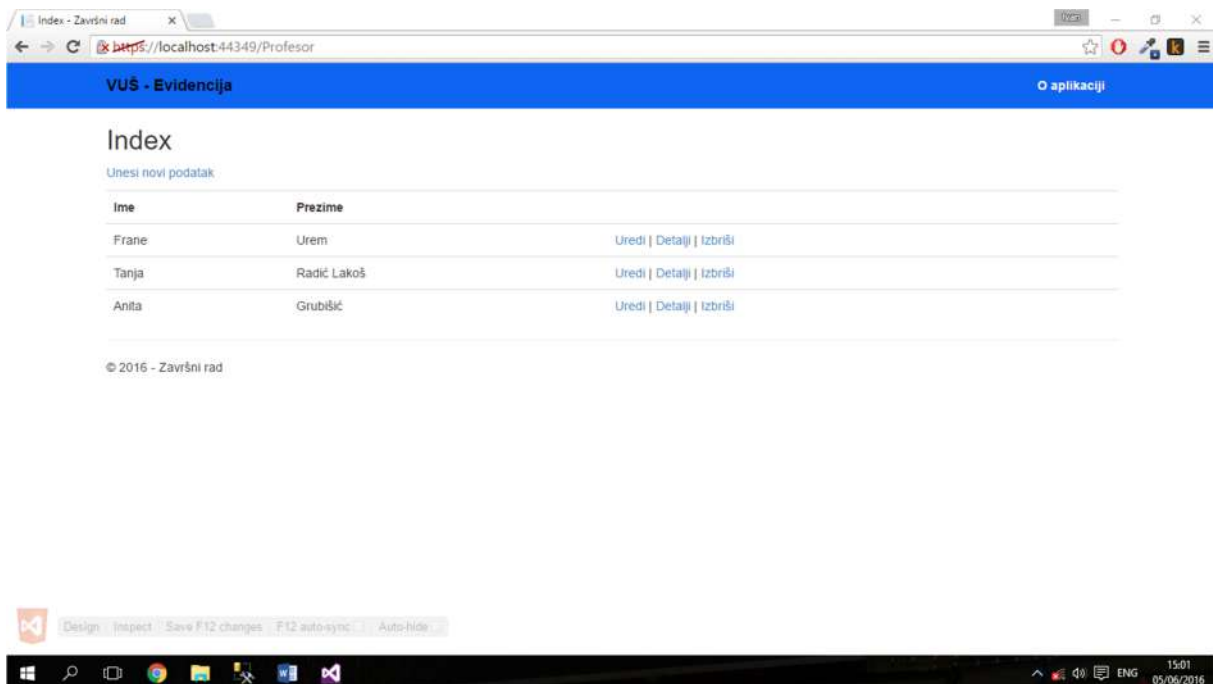 Index - Završni rad
Ivan
https://localhost:44349/Profesor
VUŠ - Evidencija
O aplikaciji
Index
Unesi novi podatak
Ime Prezime
Frane Urem Uredi | Detalji | Izbriši
Tanja Radić Lakoš Uredi | Detalji | Izbriši
Anita Grubišić Uredi | Detalji | Izbriši
© 2016 - Završni rad
Design Inspect Save F12 changes F12 auto-sync Auto-hide
ENG
15:01
05/06/2016